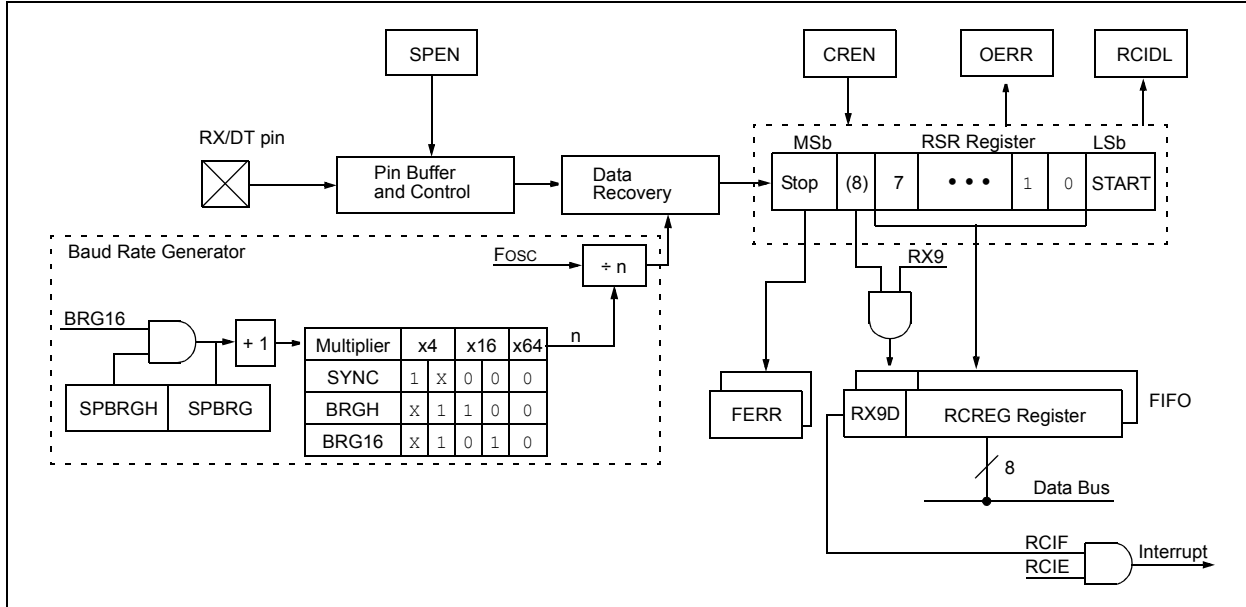 SPEN
CREN
OERR
RCIDL
RX/DT pin
Pin Buffer
and Control
Data
Recovery
MSb
RSR Register
LSb
Stop (8) 7 • • • 1 0 START
Baud Rate Generator
FOSC
÷ n
RX9
BRG16
+ 1
n
Multiplier x4 x16 x64
SYNC 1 X 0 0 0
BRGH X 1 1 0 0
BRG16 X 1 0 1 0
SPBRGH SPBRG
FERR
RX9D
RCREG Register
FIFO
8
Data Bus
RCIF
RCIE
Interrupt